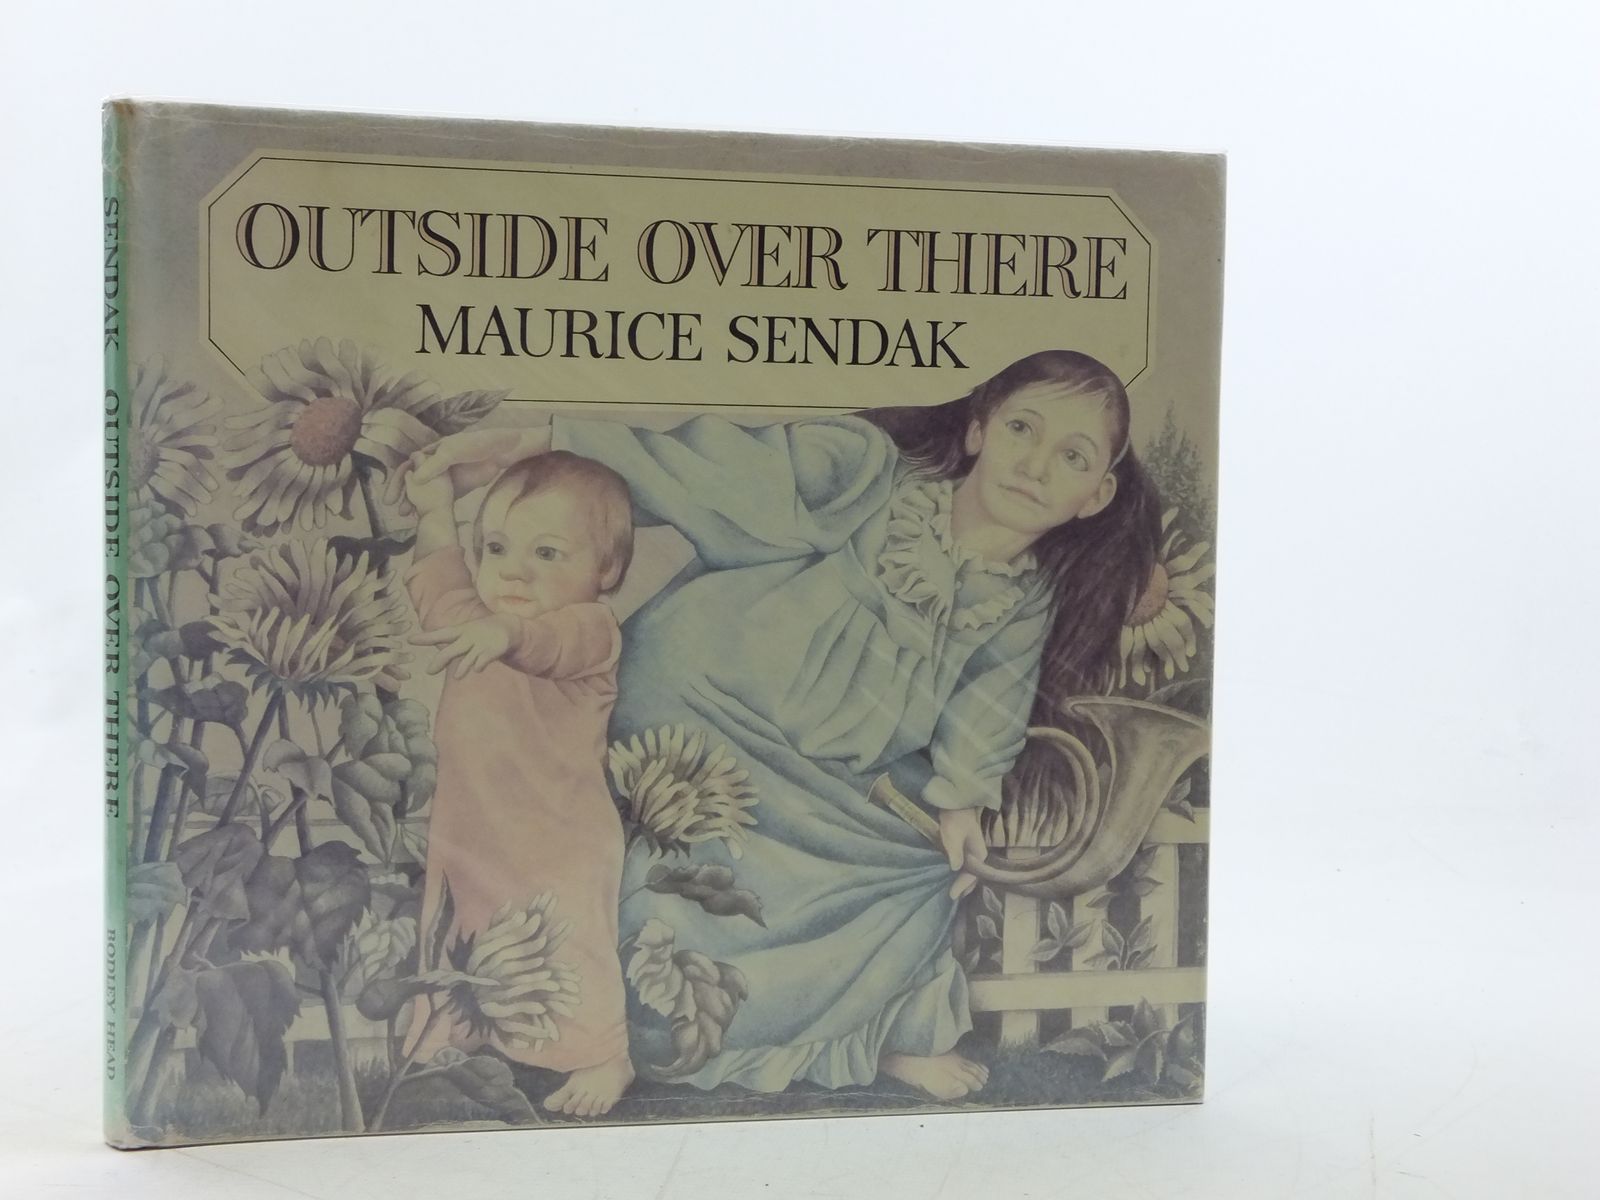 OUTSIDE OVER THERE
MAURICE SENDAK
SENDAK OUTSIDE OVER THERE BODLEY HEAD